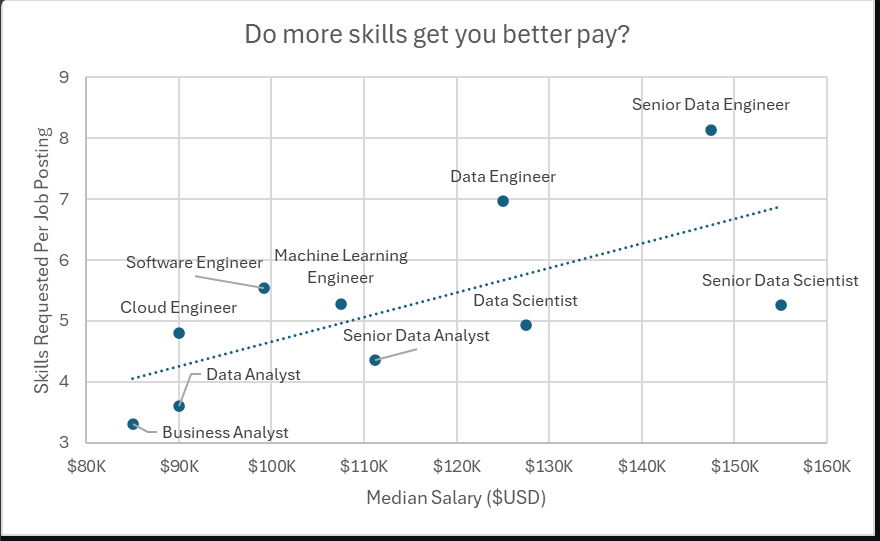 Do more skills get you better pay?
Skills Requested Per Job Posting
9
8
7
6
5
4
3
Senior Data Engineer
Data Engineer
Software Engineer
Machine Learning
Engineer
Senior Data Scientist
Cloud Engineer
Data Scientist
Senior Data Analyst
Data Analyst
Business Analyst
$80K
$90K
$100K
$110K
$120K
$130K
$140K
$150K
$160K
Median Salary ($USD)